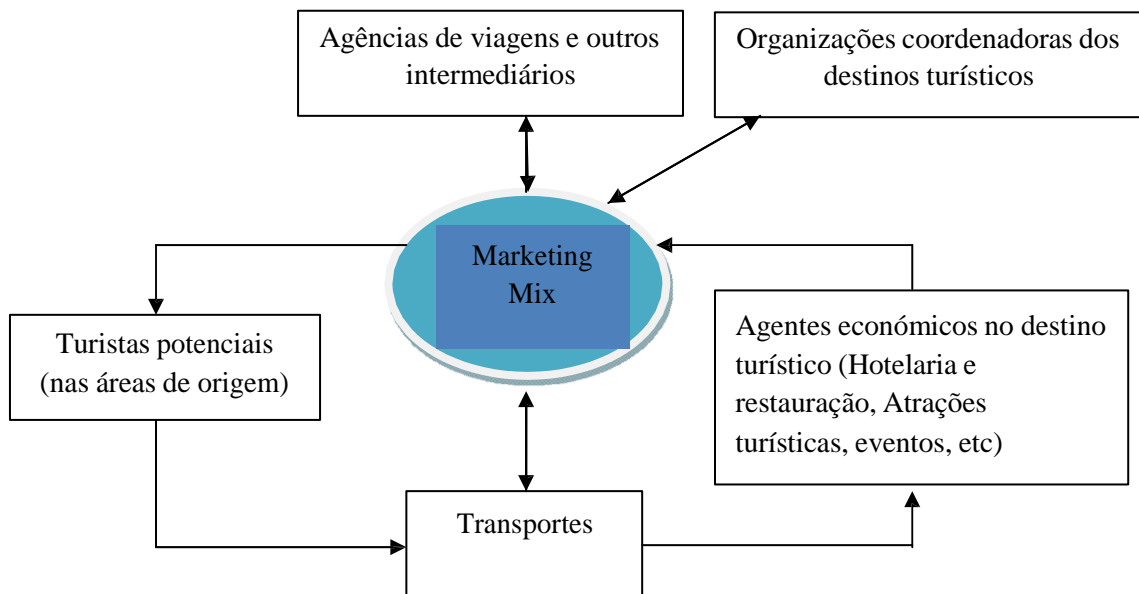 Agências de viagens e outros
intermediários
Organizações coordenadoras dos
destinos turísticos
Marketing
Mix
Turistas potenciais
(nas áreas de origem)
Agentes económicos no destino
turístico (Hotelaria e
restauração, Atrações
turísticas, eventos, etc)
Transportes